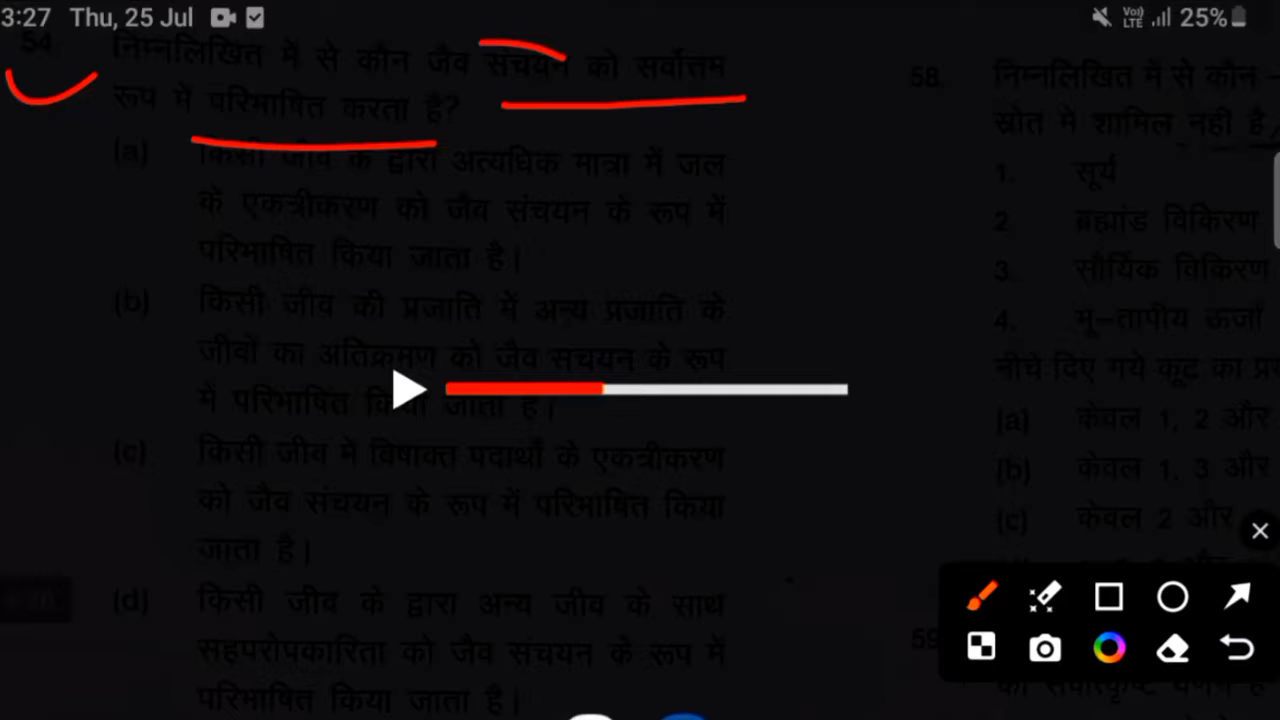 3:27 Thu, 25 Jul
Vo)) LTE 25%
54. निम्नलिखित में से कौन जैव संचयन को सर्वोत्तम
रूप में परिभाषित करता है?
(a) किसी जीव के द्वारा अत्यधिक मात्रा में जल
के एकत्रीकरण को जैव संचयन के रूप में
परिभाषित किया जाता है।
(b) किसी जीव की प्रजाति में अन्य प्रजाति के
जीवों का अतिक्रमण को जैव संचयन के रूप
में परिभाषित किया जाता है।
(c) किसी जीव में विषाक्त पदार्थों के एकत्रीकरण
को जैव संचयन के रूप में परिभाषित किया
जाता है।
(d) किसी जीव के द्वारा अन्य जीव के साथ
सहपरोपकारिता को जैव संचयन के रूप में
परिभाषित किया जाता है।
58. निम्नलिखित में से कौन
स्रोत में शामिल नहीं है
1. सूर्य
2 ब्रह्मांड विकिरण
3. सौर्यिक विकिरण
4. भू-तापीय ऊर्जा
नीचे दिए गये कूट का
(a) केवल 1, 2 और
(b) केवल 1, 3 और
(c) केवल 2 और
59